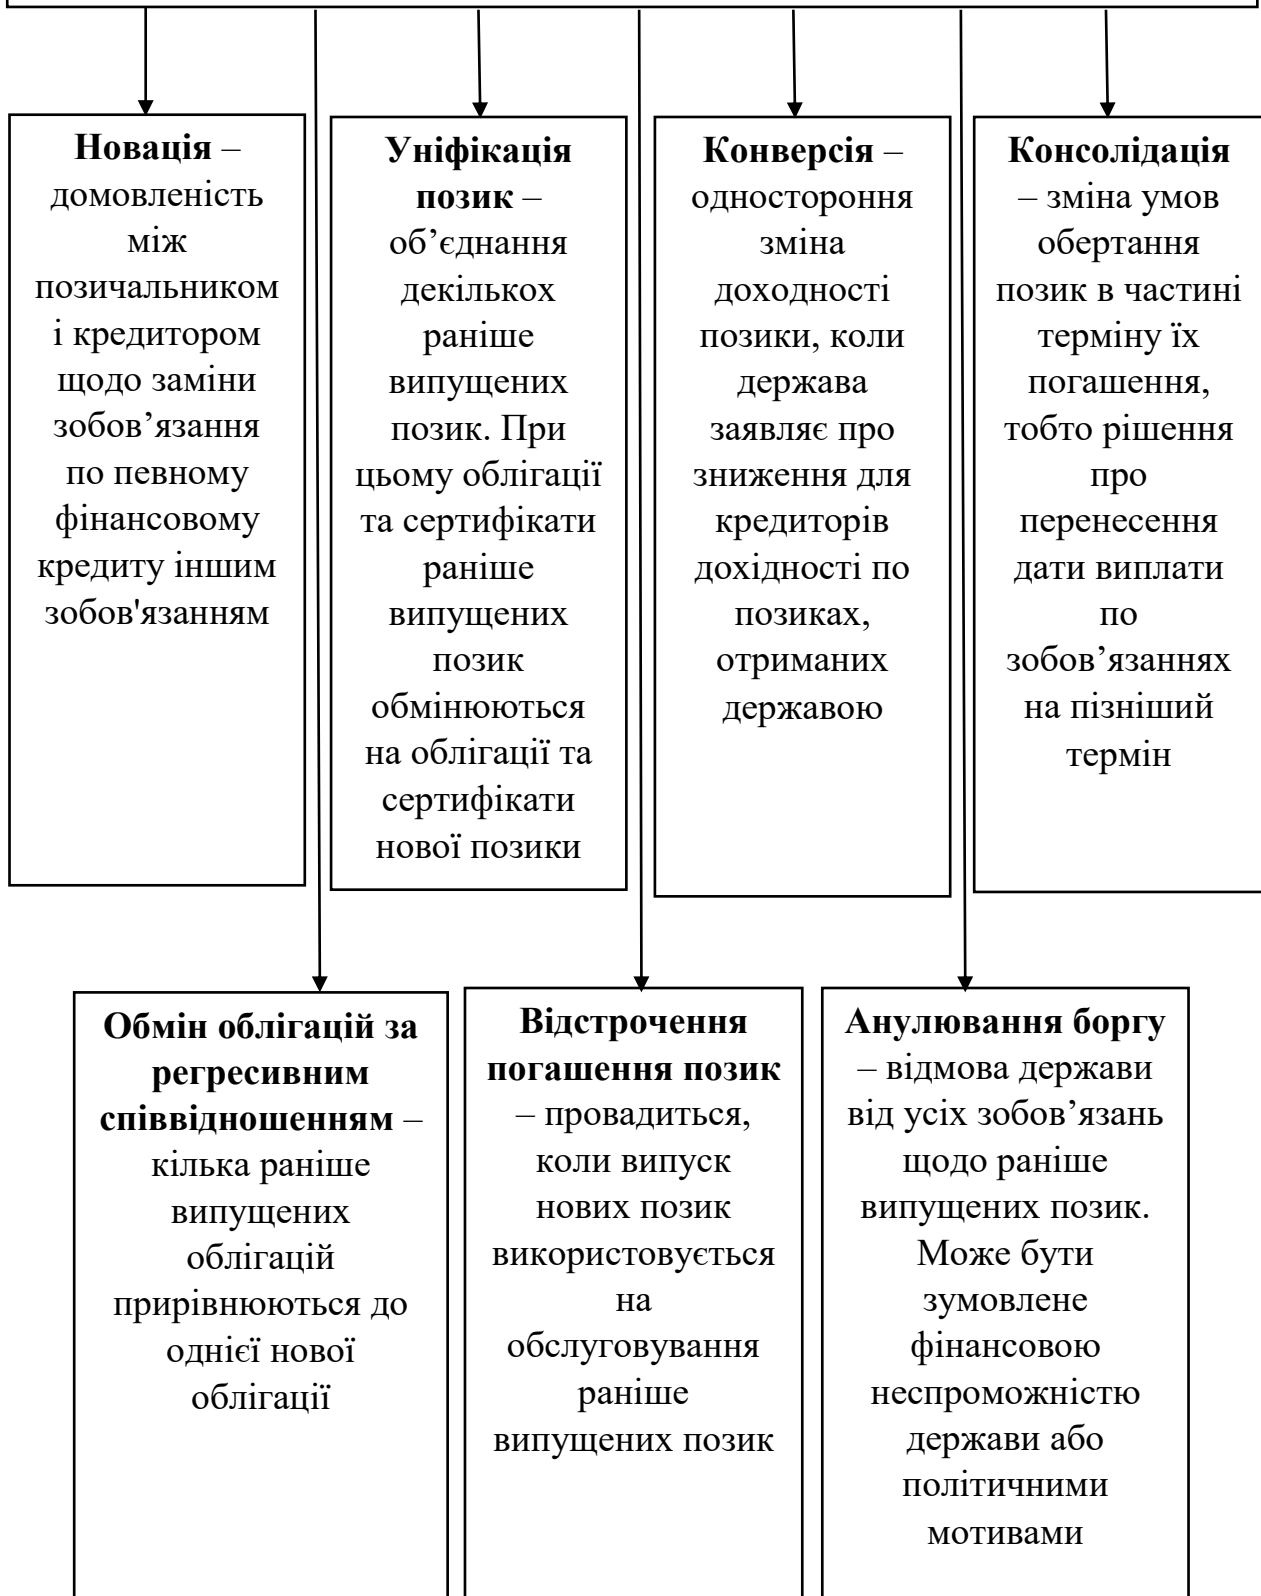 Новація –
домовленість
між
позичальником
і кредитором
щодо заміни
зобов’язання
по певному
фінансовому
кредиту іншим
зобов'язанням
Уніфікація
позик –
об’єднання
декількох
раніше
випущених
позик. При
цьому облігації
та сертифікати
раніше
випущених
позик
обмінюються
на облігації та
сертифікати
нової позики
Конверсія –
одностороння
зміна
доходності
позики, коли
держава
заявляє про
зниження для
кредиторів
дохідності по
позиках,
отриманих
державою
Консолідація
– зміна умов
обертання
позик в частині
терміну їх
погашення,
тобто рішення
про
перенесення
дати виплати
по
зобов’язаннях
на пізніший
термін
Обмін облігацій за
регресивним
співвідношенням –
кілька раніше
випущених
облігацій
прирівнюються до
однієї нової
облігації
Відстрочення
погашення позик
– провадиться,
коли випуск
нових позик
використовується
на
обслуговування
раніше
випущених позик
Анулювання боргу
– відмова держави
від усіх зобов’язань
щодо раніше
випущених позик.
Може бути
зумовлене
фінансовою
неспроможністю
держави або
політичними
мотивами